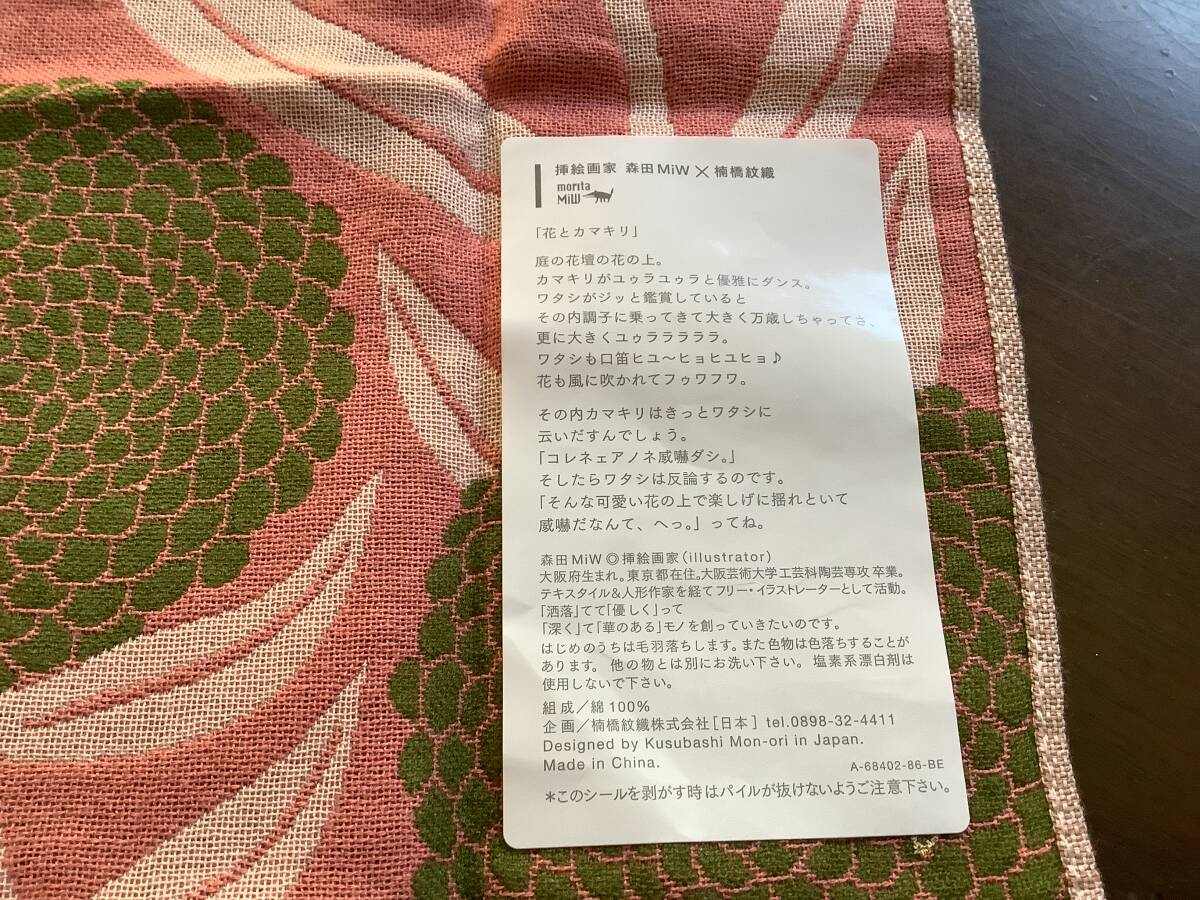 挿絵画家 森田MiW×楠橋紋織
morita
MiW
「花とカマキリ」
庭の花壇の花の上。
カマキリがユゥラユゥラと優雅にダンス。
ワタシがジッと鑑賞していると
その内調子に乗ってきて大きく万歳しちゃってさ、
更に大きくユゥラララララ。
ワタシも口笛ヒユ〜ヒョヒユヒョ♪
花も風に吹かれてフゥワフワ。
その内カマキリはきっとワタシに
云いだすんでしょう。
「コレネェアノネ威嚇ダシ。」
そしたらワタシは反論するのです。
「そんな可愛い花の上で楽しげに揺れといて
威嚇だなんて、へっ。」ってね。
森田MiW◎挿絵画家(illustrator)
大阪府生まれ。東京都在住。大阪芸術大学工芸科陶芸専攻卒業。
テキスタイル&人形作家を経てフリー・イラストレーターとして活動。
「洒落」てて「優しく」って
「深く」て「華のある」モノを創っていきたいのです。
はじめのうちは毛羽落ちします。また色物は色落ちすることが
あります。 他の物とは別にお洗い下さい。 塩素系漂白剤は
使用しないで下さい。
組成/綿100%
企画/楠橋紋織株式会社[日本] tel.0898-32-4411
Designed by Kusubashi Mon-ori in Japan.
Made in China. A-68402-86-BE
*このシールを剥がす時はパイルが抜けないようご注意下さい。